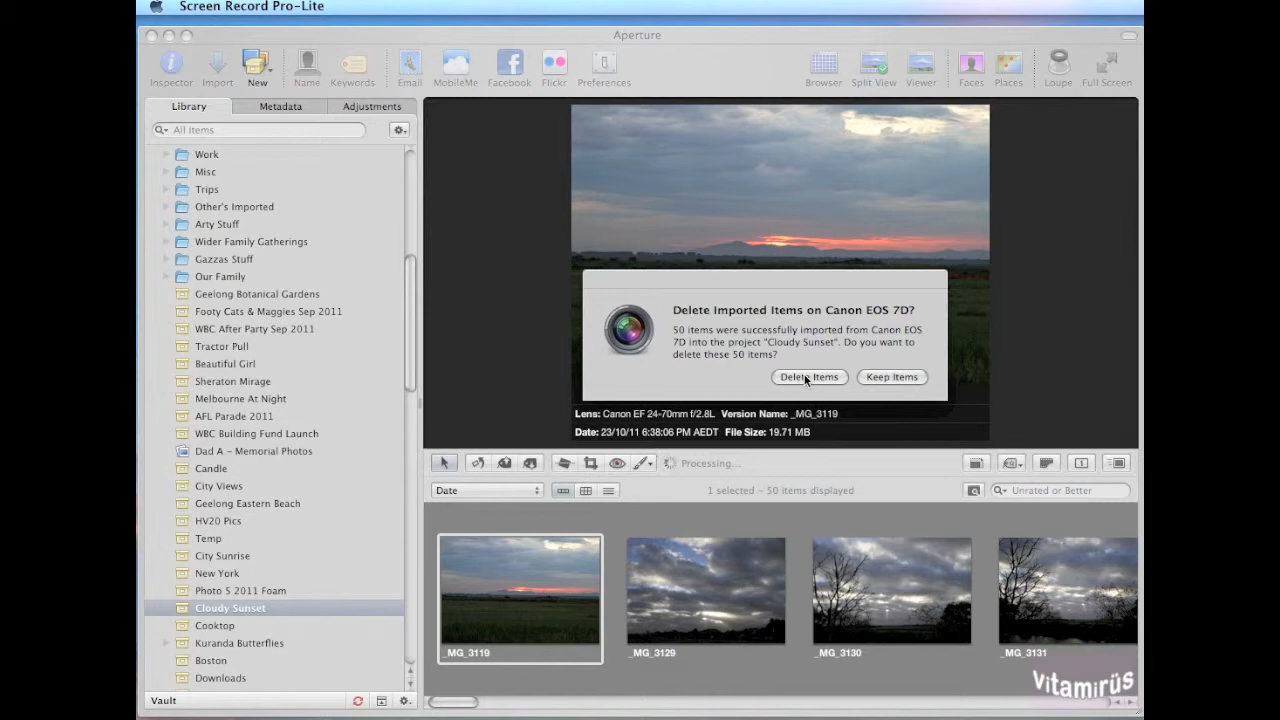 Screen Record Pro-Lite
Aperture
Inspector Import New Name Keywords Email MobileMe Facebook Flickr Preferences Browser Split View Viewer Faces Places Loupe Full Screen
Library Metadata Adjustments
All Items
Work
Misc
Trips
Other's Imported
Arty Stuff
Wider Family Gatherings
Gazzas Stuff
Our Family
Geelong Botanical Gardens
Footy Cats & Maggies Sep 2011
WBC After Party Sep 2011
Tractor Pull
Beautiful Girl
Sheraton Mirage
Melbourne At Night
AFL Parade 2011
WBC Building Fund Launch
Dad A - Memorial Photos
Candle
City Views
Geelong Eastern Beach
HV20 Pics
Temp
City Sunrise
New York
Photo 5 2011 Foam
Cloudy Sunset
Cooktop
Kuranda Butterflies
Boston
Downloads
Vault
Delete Imported Items on Canon EOS 7D?
50 items were successfully imported from Canon EOS
7D into the project "Cloudy Sunset". Do you want to
delete these 50 items?
Delete Items Keep Items
Lens: Canon EF 24-70mm f/2.8L Version Name: _MG_3119
Date: 23/10/11 6:38:06 PM AEDT File Size: 19.71 MB
Processing...
Date 1 selected - 50 items displayed Unrated or Better
_MG_3119 _MG_3129 _MG_3130 _MG_3131
Vitamirüs